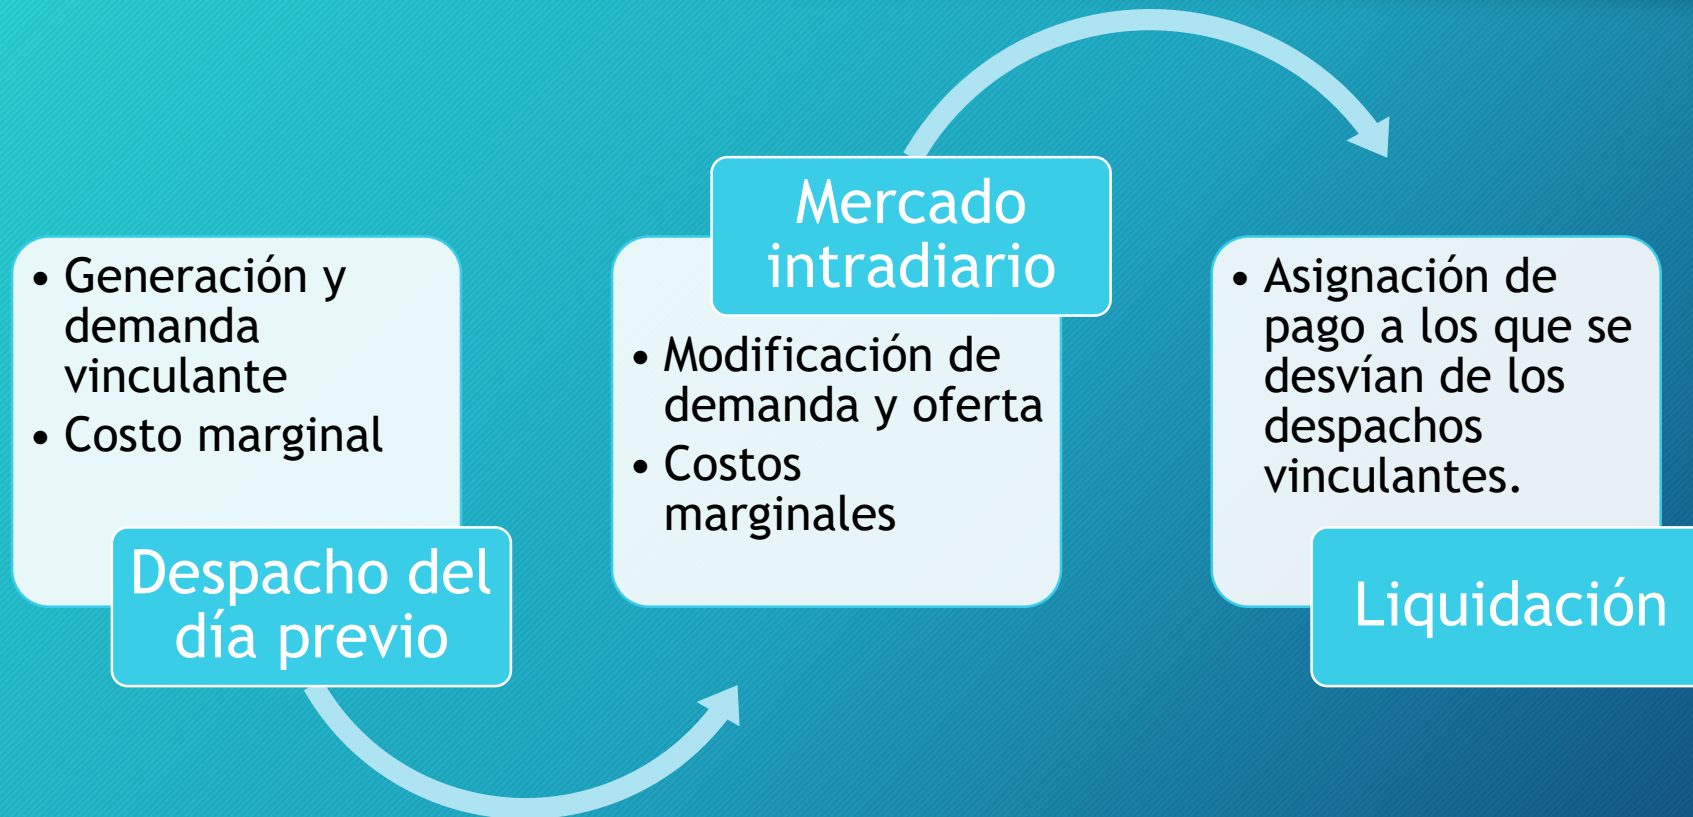 • Generación y
demanda
vinculante
• Costo marginal
Despacho del
día previo
Mercado
intradiario
• Modificación de
demanda y oferta
• Costos
marginales
• Asignación de
pago a los que se
desvían de los
despachos
vinculantes.
Liquidación